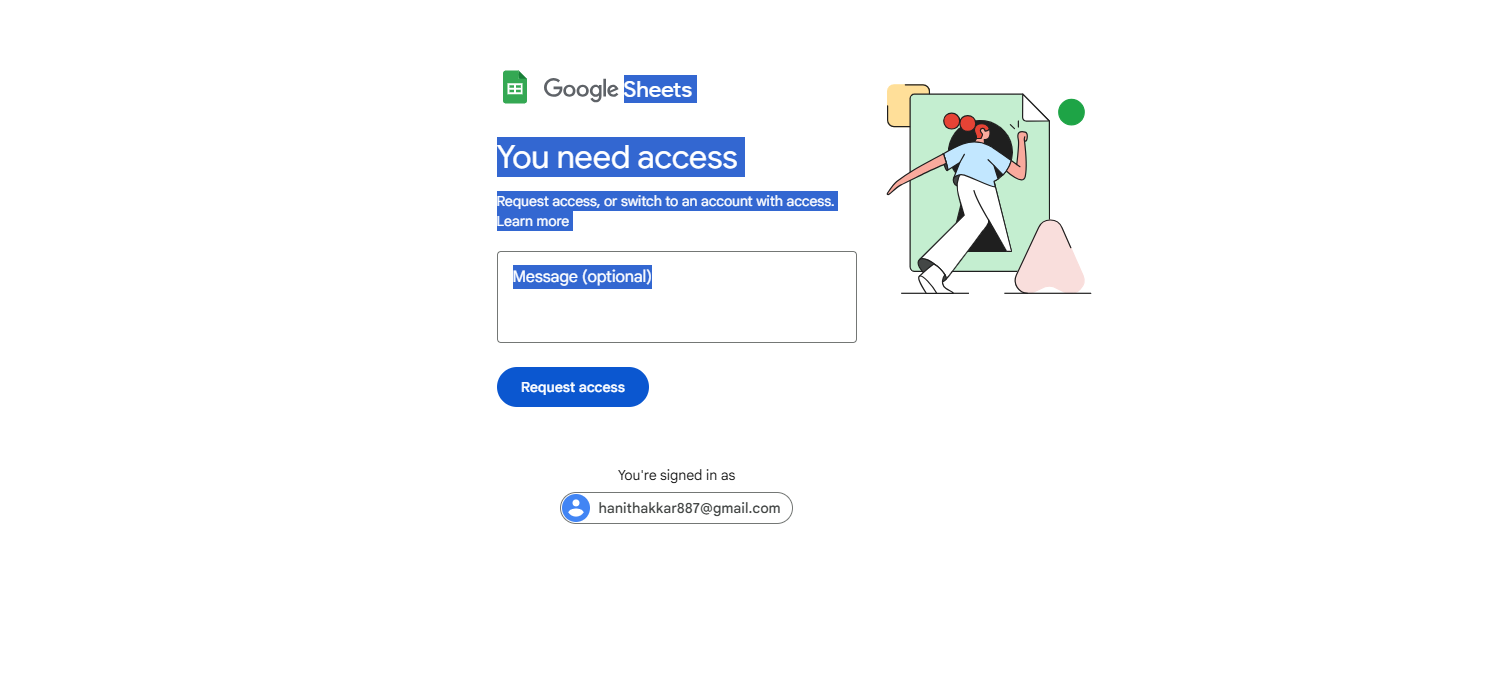 Google Sheets
You need access
Request access, or switch to an account with access.
Learn more
Message (optional)
Request access
You're signed in as
hanithakkar887@gmail.com